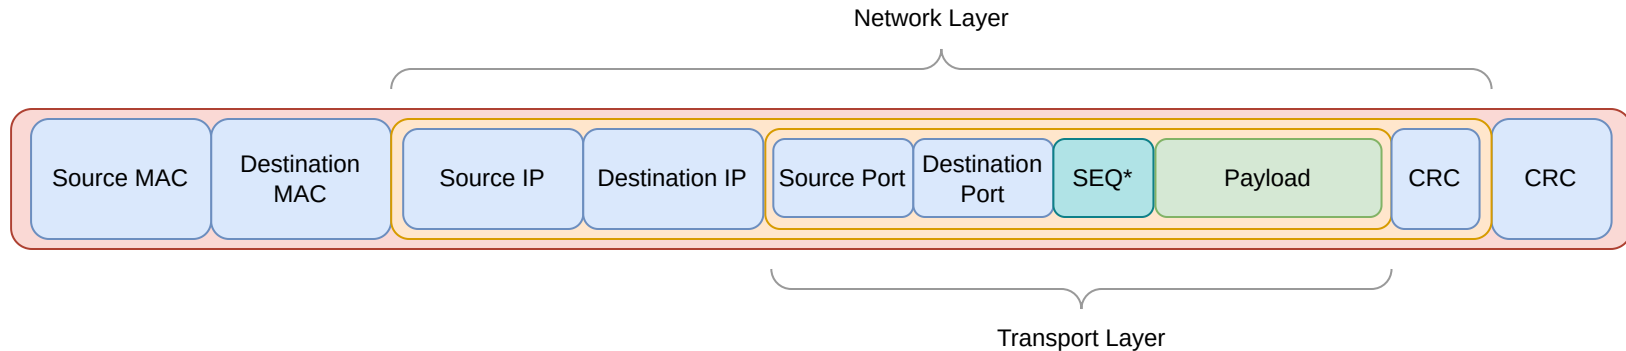 Network Layer
Source MAC
Destination
MAC
Source IP
Destination IP
Source Port
Destination
Port
SEQ*
Payload
CRC
CRC
Transport Layer